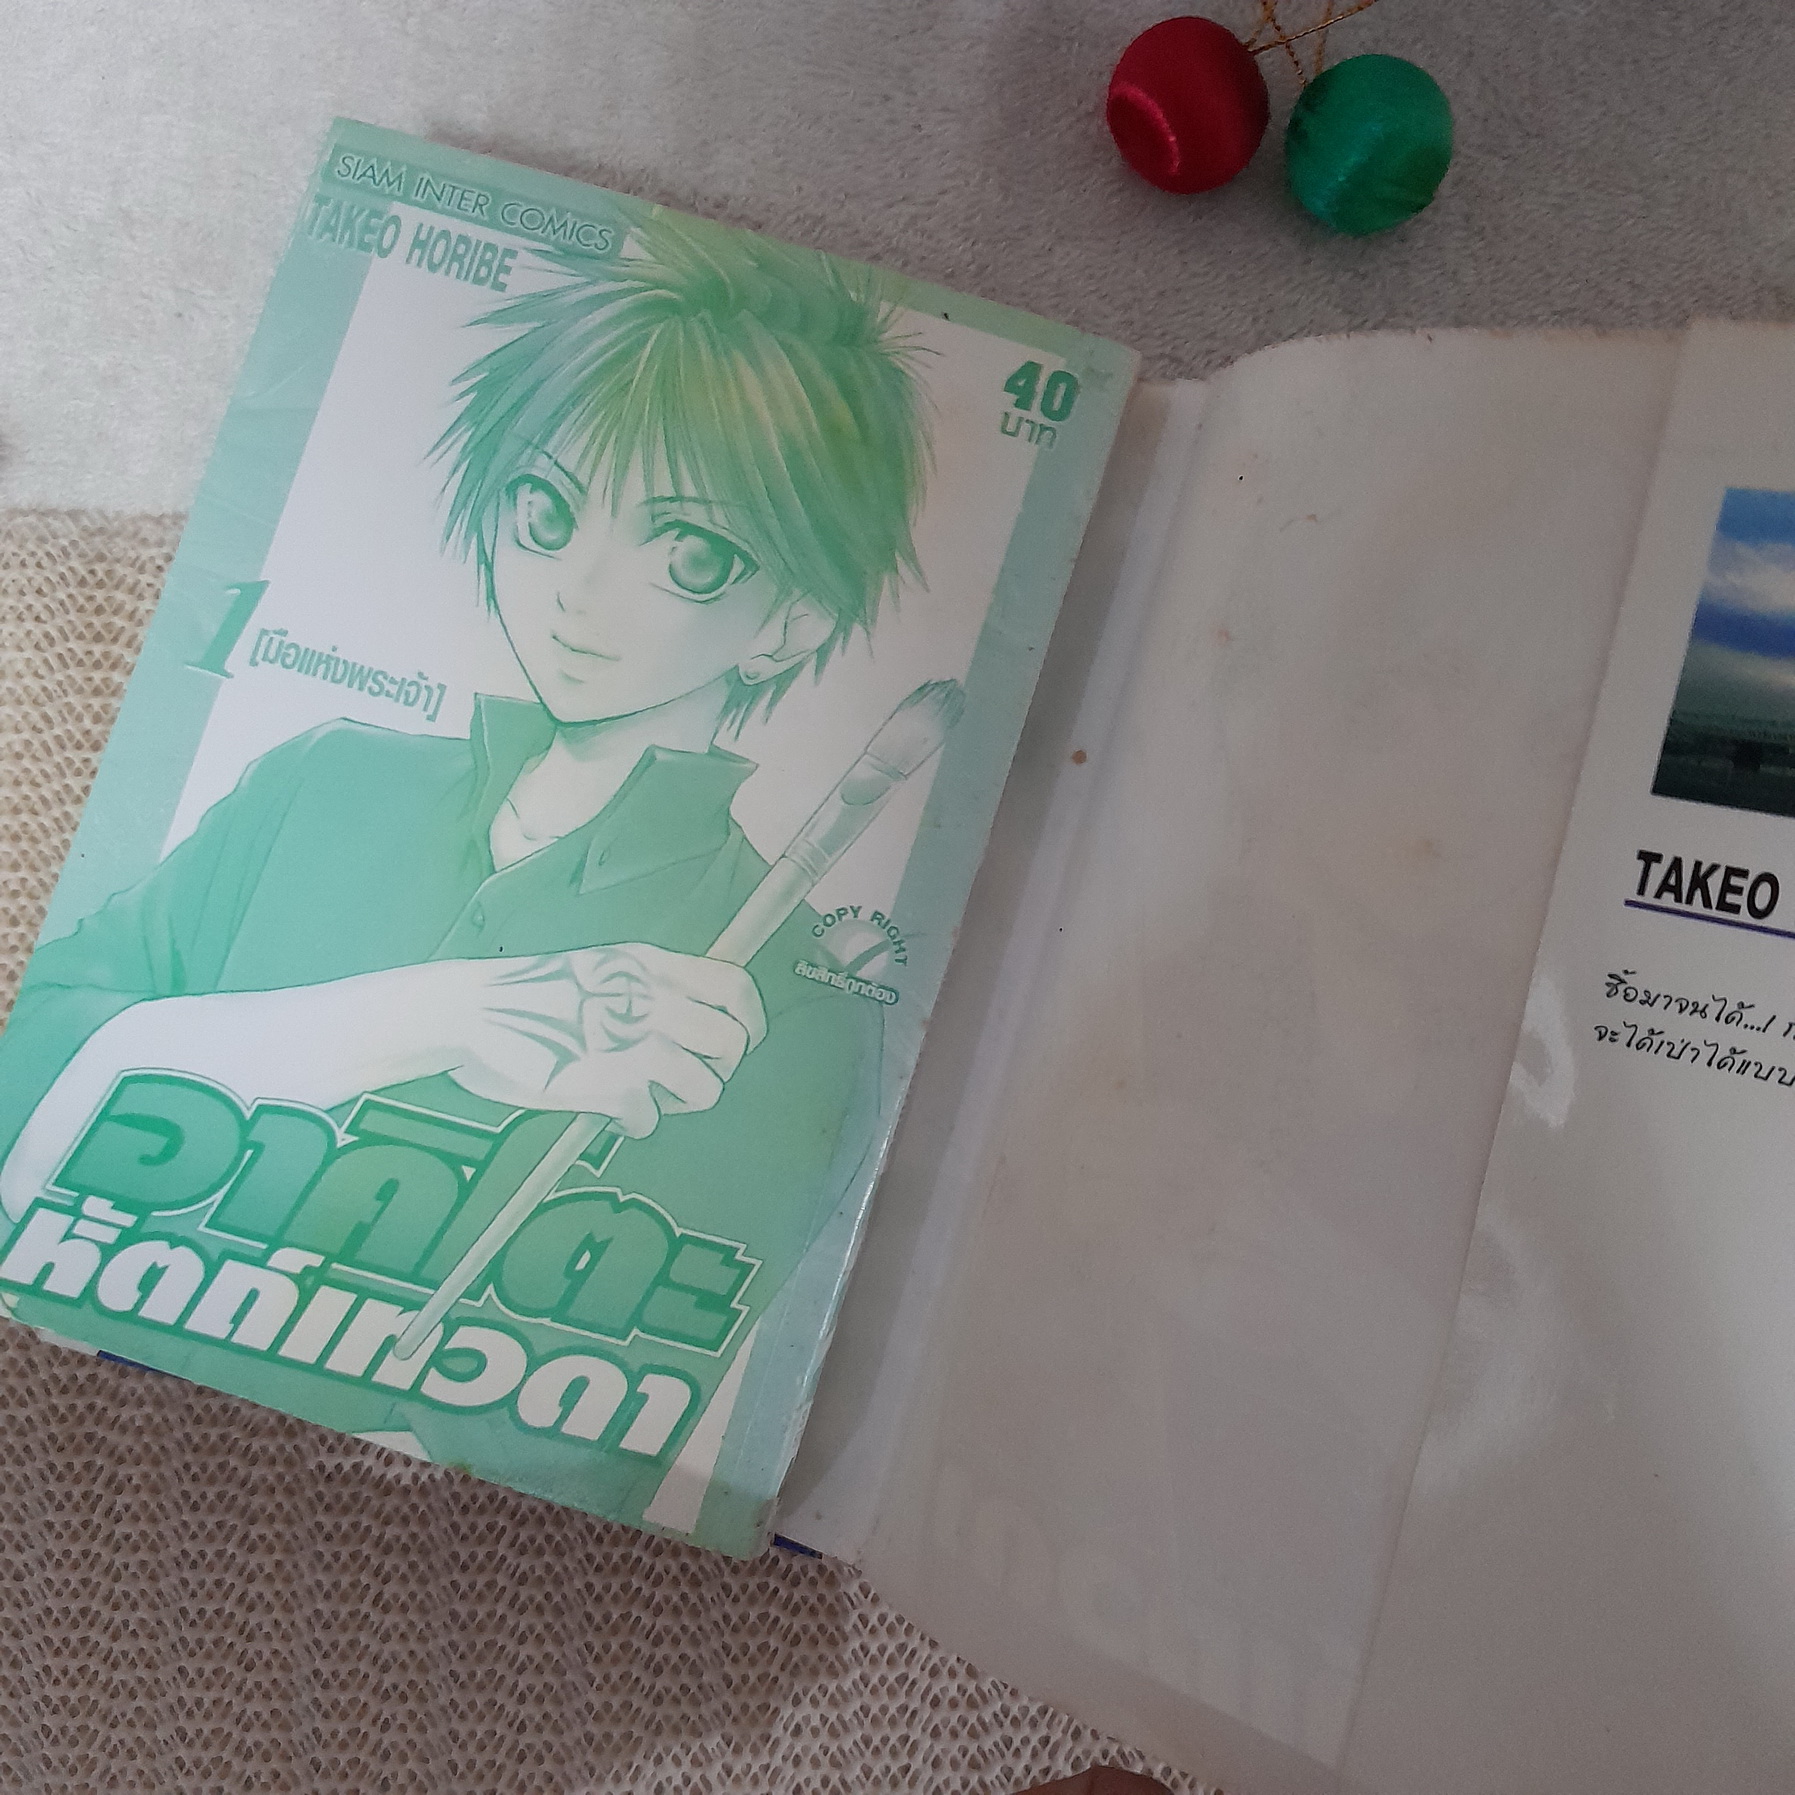 SIAM INTER COMICS
TAKEO HORIBE
40
บาท
1 [มือแห่งพระเจ้า]
COPY RIGHT
ลิขสิทธิ์ถูกต้อง
อาคิโตะ
หัตถ์เทวดา
TAKEO
ซื้อมาจนได้...!
จะได้เป่าได้แบบ